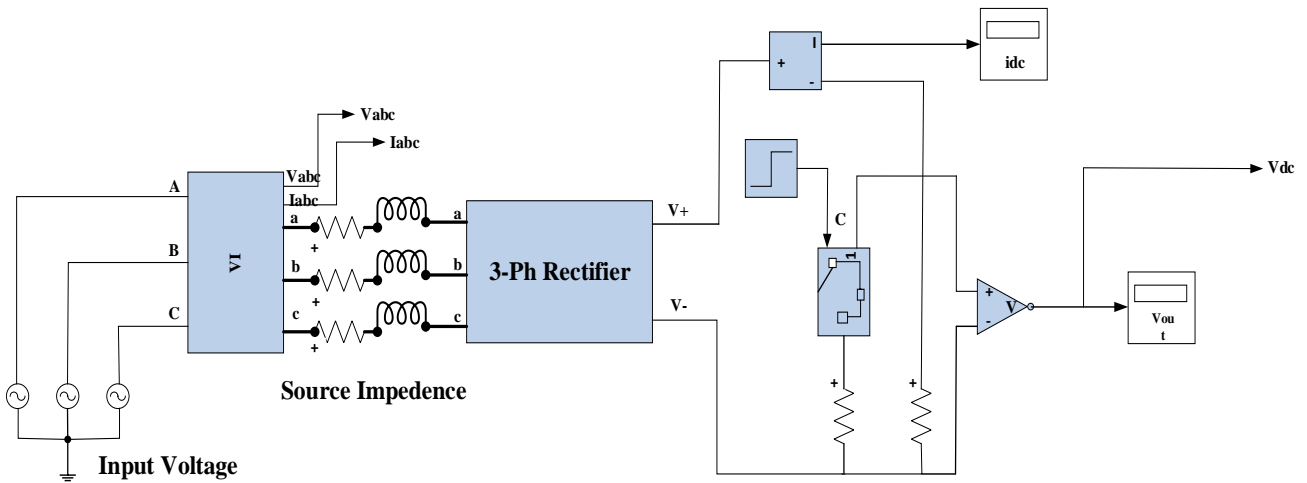 I
+
-
idc
Vabc
Iabc
A
Vabc
Iabc
a
+
a
V+
C
1
Vdc
B
VI
b
+
b
3-Ph Rectifier
C
c
+
c
V-
+
V
-
Vou
t
Source Impedence
+
+
Input Voltage